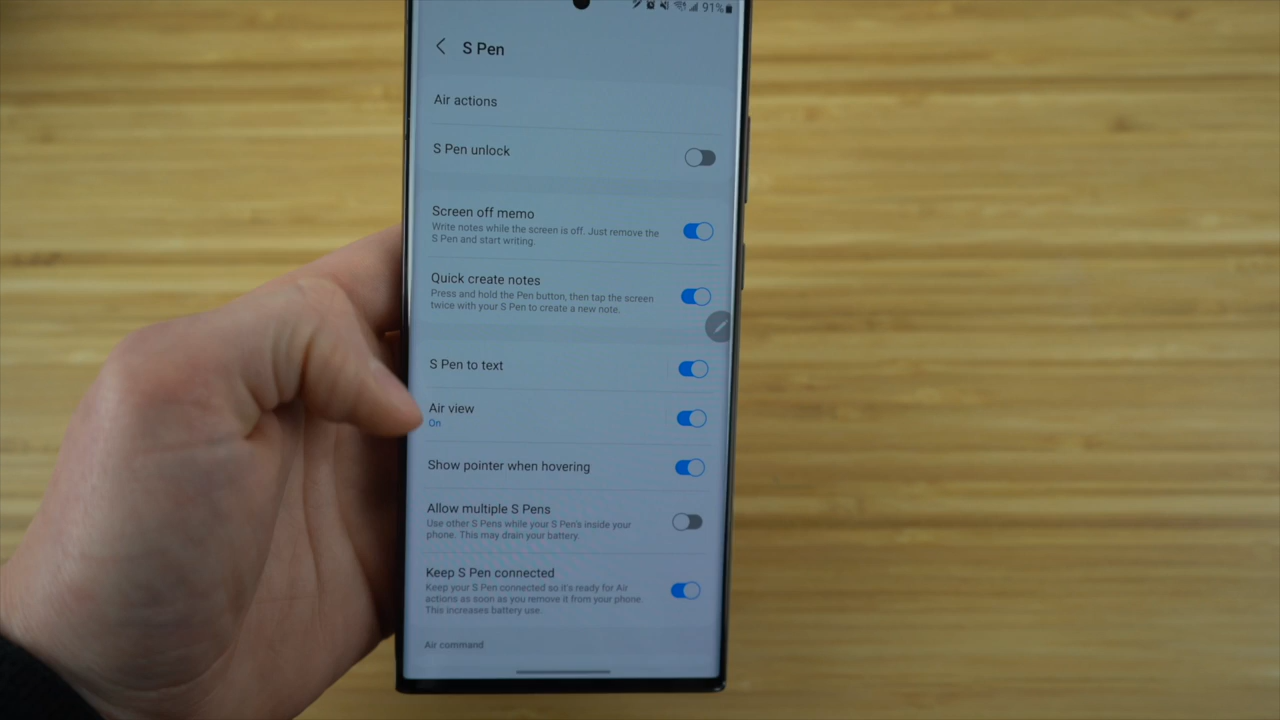 91%
S Pen
Air actions
S Pen unlock
Screen off memo
Write notes while the screen is off. Just remove the
S Pen and start writing.
Quick create notes
Press and hold the Pen button, then tap the screen
twice with your S Pen to create a new note.
S Pen to text
Air view
On
Show pointer when hovering
Allow multiple S Pens
Use other S Pens while your S Pen's inside your
phone. This may drain your battery.
Keep S Pen connected
Keep your S Pen connected so it's ready for Air
actions as soon as you remove it from your phone.
This increases battery use.
Air command